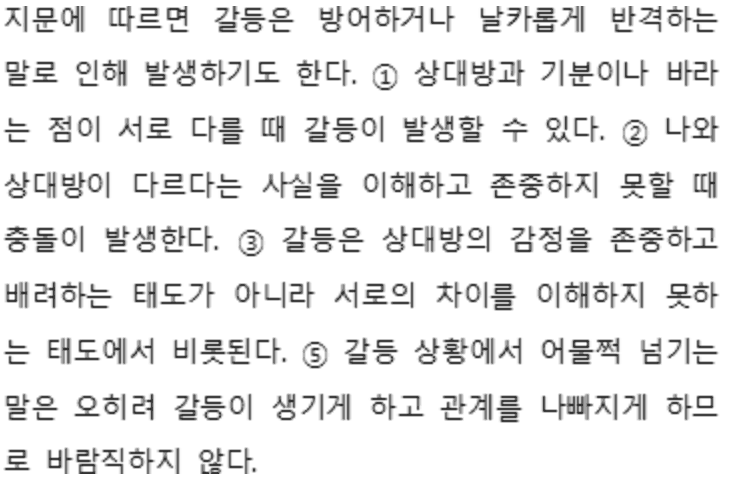 지문에 따르면 갈등은 방어하거나 날카롭게 반격하는
말로 인해 발생하기도 한다. ① 상대방과 기분이나 바라
는 점이 서로 다를 때 갈등이 발생할 수 있다. ② 나와
상대방이 다르다는 사실을 이해하고 존중하지 못할 때
충돌이 발생한다. ③ 갈등은 상대방의 감정을 존중하고
배려하는 태도가 아니라 서로의 차이를 이해하지 못하
는 태도에서 비롯된다. ⑤ 갈등 상황에서 어물쩍 넘기는
말은 오히려 갈등이 생기게 하고 관계를 나빠지게 하므
로 바람직하지 않다.